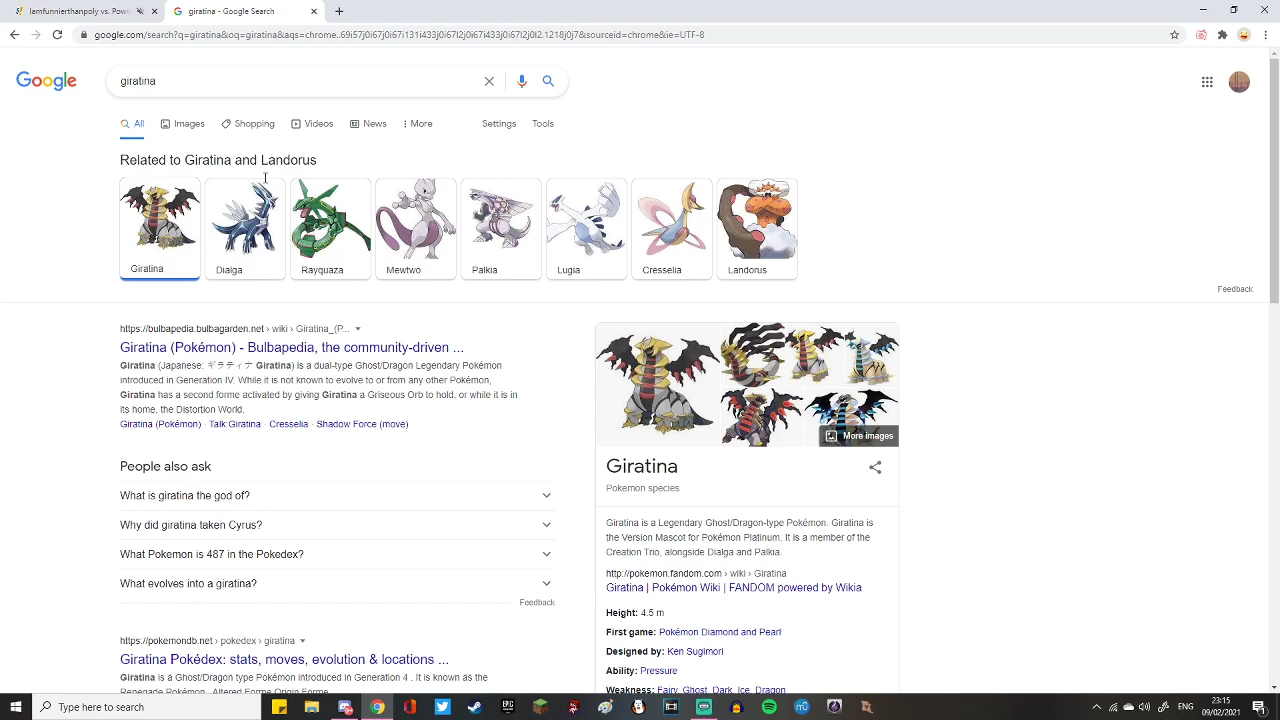 Iamfunnierthanpoly vs. Powe
giratina - Google Search
google.com/search?q=giratina&oq=giratina&aqs=chrome..69i57j0i67j0i67i131i433j0i67l2j0i67i433j0i67l2j0l2.1218j0j7&sourceid=chrome&ie=UTF-8
Google
giratina
All
Images
Shopping
Videos
News
More
Settings
Tools
Related to Giratina and Landorus
Giratina
Dialga
Rayquaza
Mewtwo
Palkia
Lugia
Cresselia
Landorus
Feedback
https://bulbapedia.bulbagarden.net › wiki › Giratina_(P...
Giratina (Pokémon) - Bulbapedia, the community-driven ...
Giratina (Japanese: ギラティナ Giratina) is a dual-type Ghost/Dragon Legendary Pokémon
introduced in Generation IV. While it is not known to evolve to or from any other Pokémon,
Giratina has a second forme activated by giving Giratina a Griseous Orb to hold, or while it is in
its home, the Distortion World.
Giratina (Pokémon) · Talk Giratina · Cresselia · Shadow Force (move)
People also ask
What is giratina the god of?
Why did giratina taken Cyrus?
What Pokemon is 487 in the Pokedex?
What evolves into a giratina?
Feedback
https://pokemondb.net › pokedex › giratina
Giratina Pokédex: stats, moves, evolution & locations ...
Giratina is a Ghost/Dragon type Pokémon introduced in Generation 4 . It is known as the
Renegade Pokémon . Altered Forme Origin Forme
More images
Giratina
Pokemon species
Giratina is a Legendary Ghost/Dragon-type Pokémon. Giratina is
the Version Mascot for Pokémon Platinum. It is a member of the
Creation Trio, alongside Dialga and Palkia.
http://pokemon.fandom.com › wiki › Giratina
Giratina | Pokémon Wiki | FANDOM powered by Wikia
Height: 4.5 m
First game: Pokémon Diamond and Pearl
Designed by: Ken Sugimori
Ability: Pressure
Weakness: Fairy, Ghost, Dark, Ice, Dragon
Type here to search
EPIC
ENG
23:15
09/02/2021